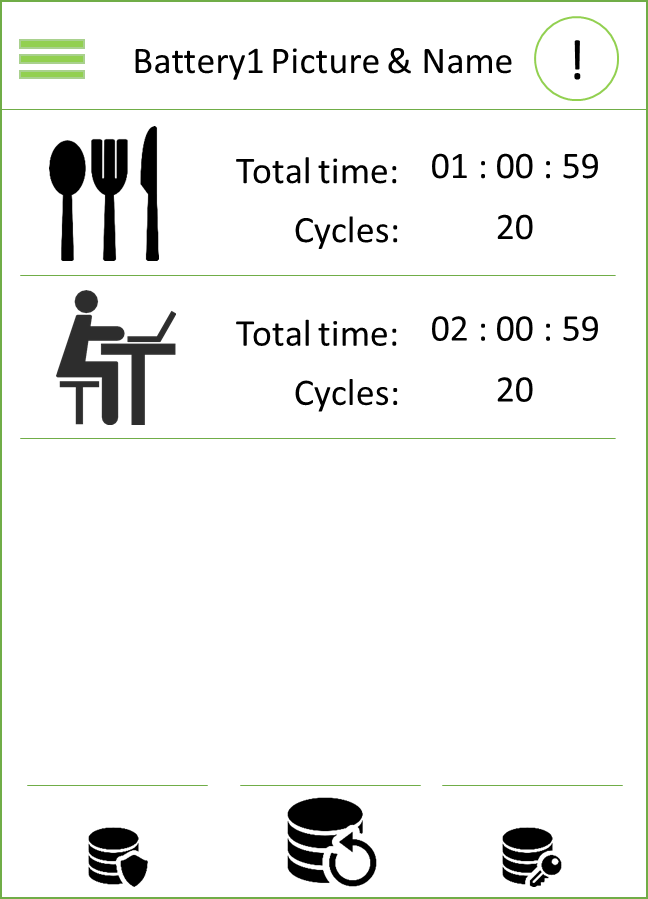 Battery1 Picture & Name !
Total time: 01 : 00 : 59
Cycles: 20
Total time: 02 : 00 : 59
Cycles: 20